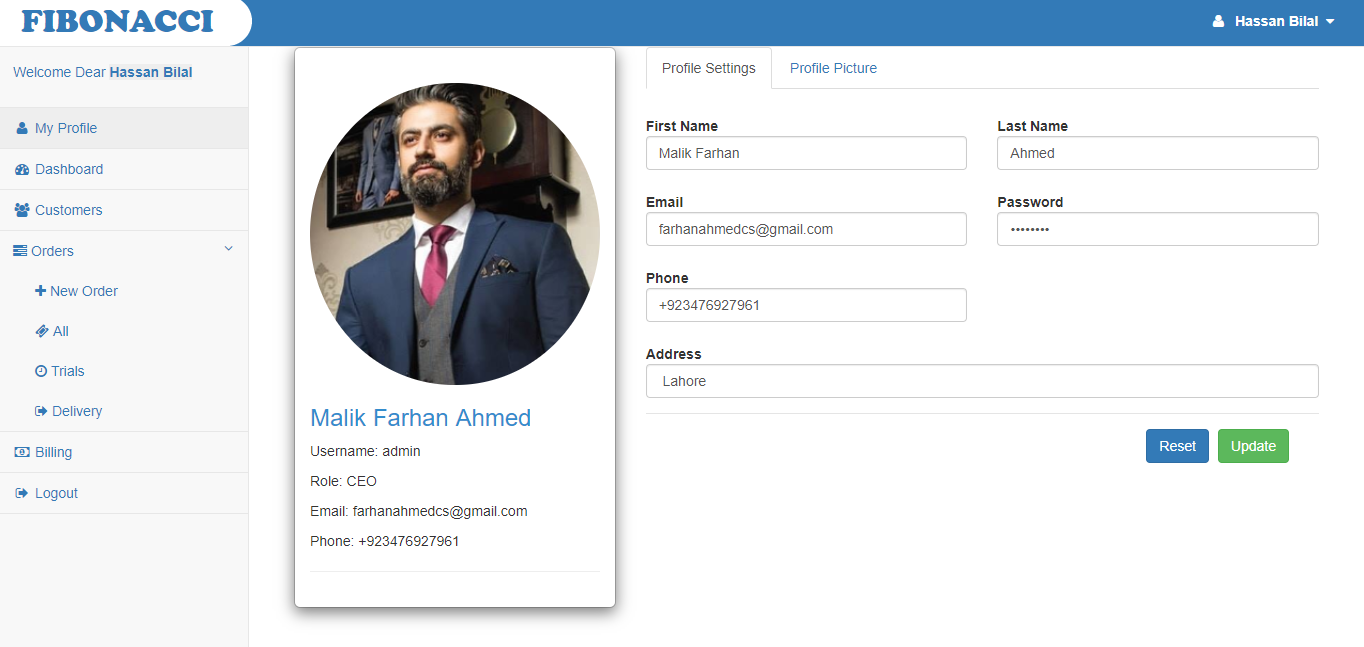 FIBONACCI
Hassan Bilal
Welcome Dear Hassan Bilal
My Profile
Dashboard
Customers
Orders
New Order
All
Trials
Delivery
Billing
Logout
Malik Farhan Ahmed
Username: admin
Role: CEO
Email: farhanahmedcs@gmail.com
Phone: +923476927961
Profile Settings
Profile Picture
First Name
Last Name
Malik Farhan
Ahmed
Email
Password
farhanahmedcs@gmail.com
••••••••
Phone
+923476927961
Address
Lahore
Reset
Update